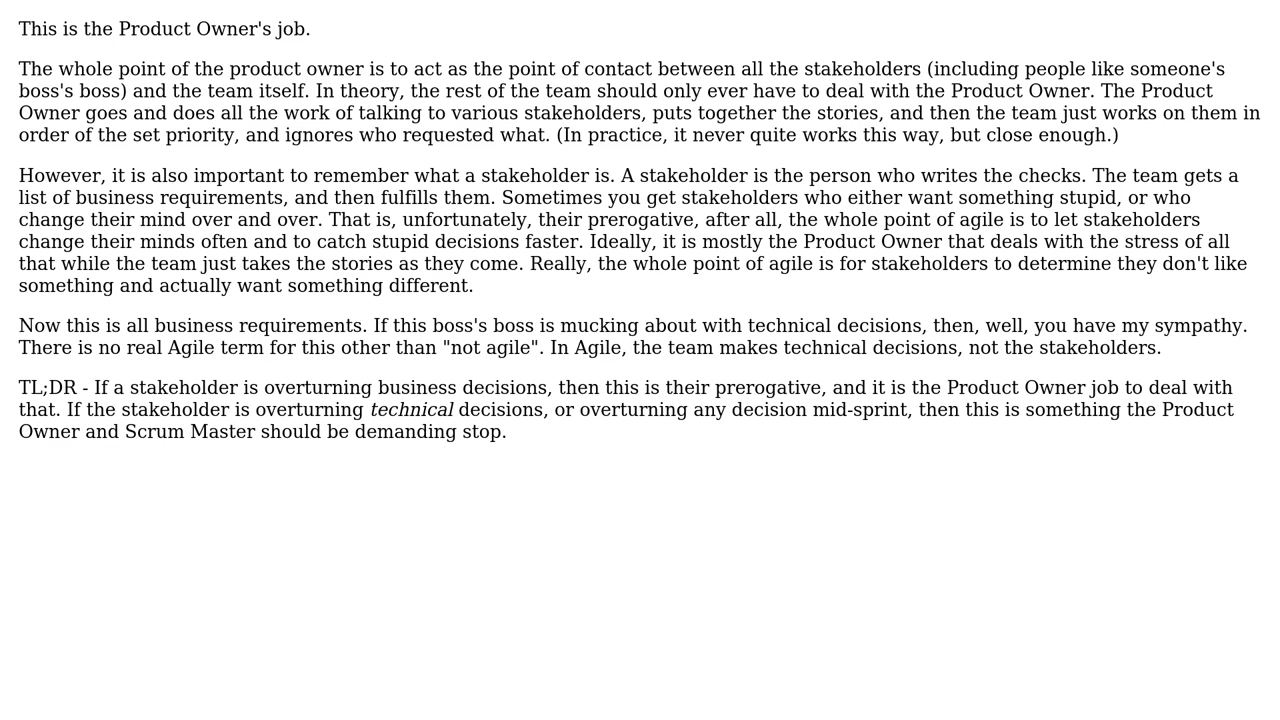 This is the Product Owner's job.
The whole point of the product owner is to act as the point of contact between all the stakeholders (including people like someone's
boss's boss) and the team itself. In theory, the rest of the team should only ever have to deal with the Product Owner. The Product
Owner goes and does all the work of talking to various stakeholders, puts together the stories, and then the team just works on them in
order of the set priority, and ignores who requested what. (In practice, it never quite works this way, but close enough.)
However, it is also important to remember what a stakeholder is. A stakeholder is the person who writes the checks. The team gets a
list of business requirements, and then fulfills them. Sometimes you get stakeholders who either want something stupid, or who
change their mind over and over. That is, unfortunately, their prerogative, after all, the whole point of agile is to let stakeholders
change their minds often and to catch stupid decisions faster. Ideally, it is mostly the Product Owner that deals with the stress of all
that while the team just takes the stories as they come. Really, the whole point of agile is for stakeholders to determine they don't like
something and actually want something different.
Now this is all business requirements. If this boss's boss is mucking about with technical decisions, then, well, you have my sympathy.
There is no real Agile term for this other than "not agile". In Agile, the team makes technical decisions, not the stakeholders.
TL;DR - If a stakeholder is overturning business decisions, then this is their prerogative, and it is the Product Owner job to deal with
that. If the stakeholder is overturning technical decisions, or overturning any decision mid-sprint, then this is something the Product
Owner and Scrum Master should be demanding stop.